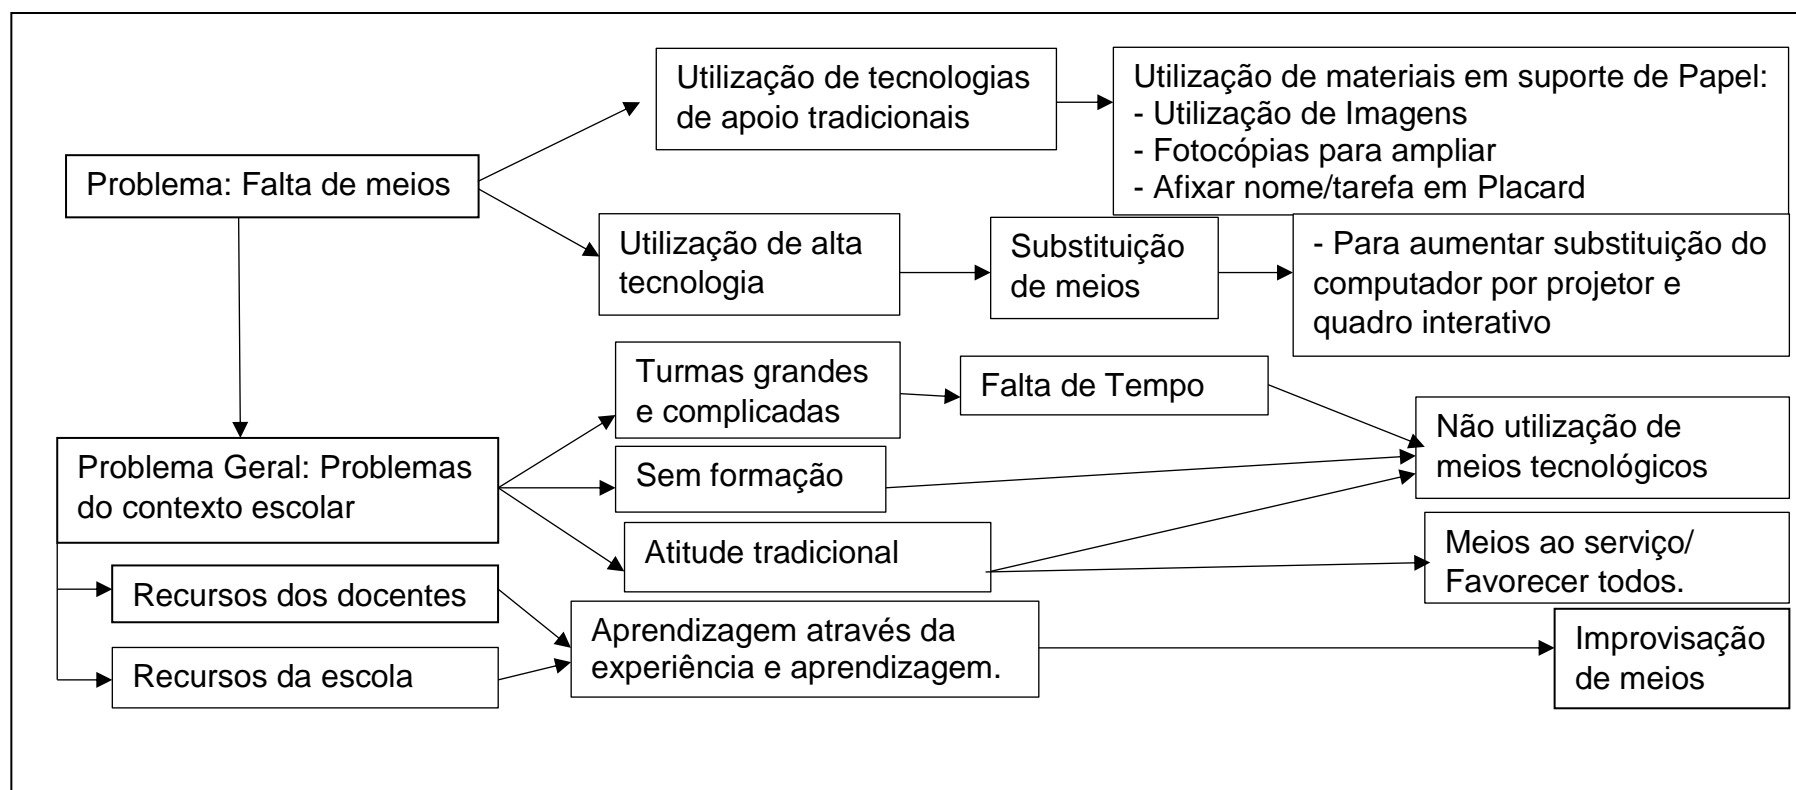 Utilização de tecnologias
de apoio tradicionais
Utilização de materiais em suporte de Papel:
- Utilização de Imagens
- Fotocópias para ampliar
- Afixar nome/tarefa em Placard
Problema: Falta de meios
Utilização de alta
tecnologia
Substituição
de meios
- Para aumentar substituição do
computador por projetor e
quadro interativo
Turmas grandes
e complicadas
Falta de Tempo
Não utilização de
meios tecnológicos
Problema Geral: Problemas
do contexto escolar
Sem formação
Atitude tradicional
Meios ao serviço/
Favorecer todos.
Recursos dos docentes
Recursos da escola
Aprendizagem através da
experiência e aprendizagem.
Improvisação
de meios